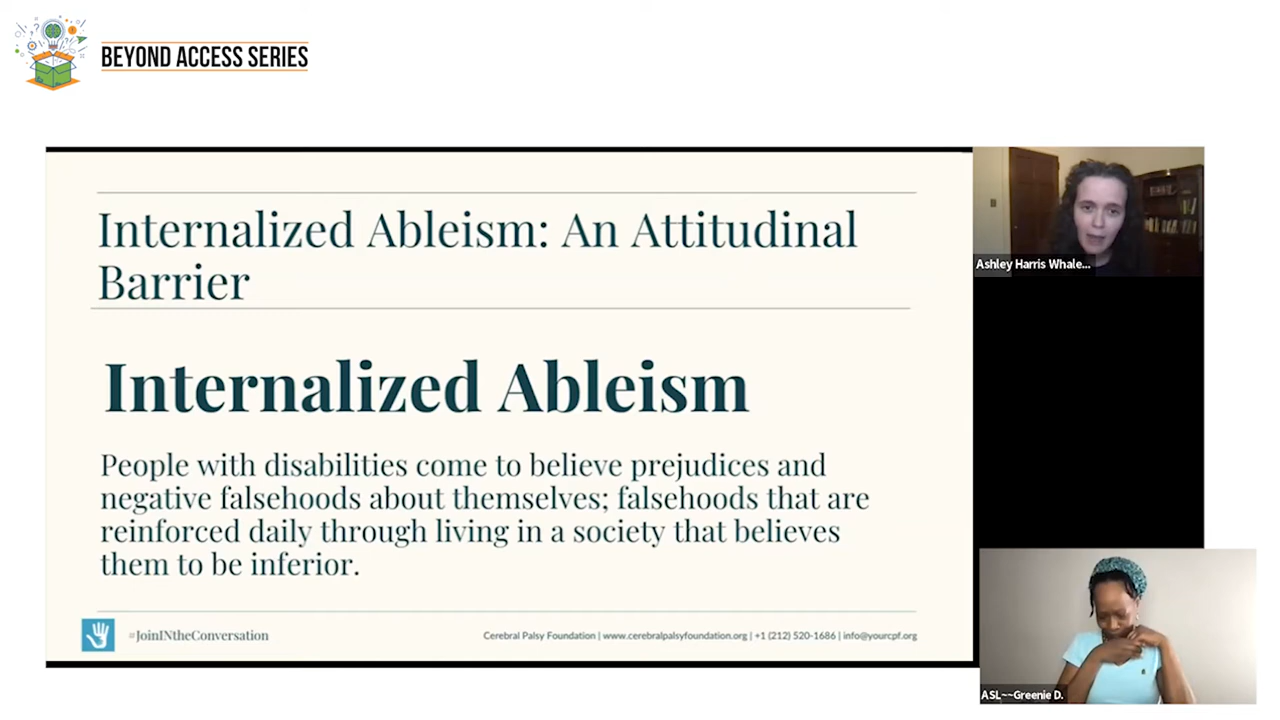 BEYOND ACCESS SERIES
Internalized Ableism: An Attitudinal
Barrier
Internalized Ableism
People with disabilities come to believe prejudices and
negative falsehoods about themselves; falsehoods that are
reinforced daily through living in a society that believes
them to be inferior.
#JoinINtheConversation
Cerebral Palsy Foundation | www.cerebralpalsyfoundation.org | +1 (212) 520-1686 | info@yourcpf.org
Ashley Harris Whale...
ASL~~Greenie D.